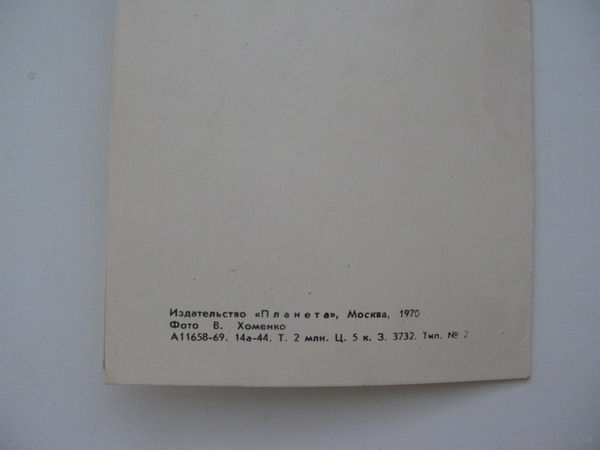 Издательство «Планета», Москва, 1970
Фото В. Хоменко
А11658-69. 14а-44. Т. 2 млн. Ц. 5 к. З. 3732. Тип. №